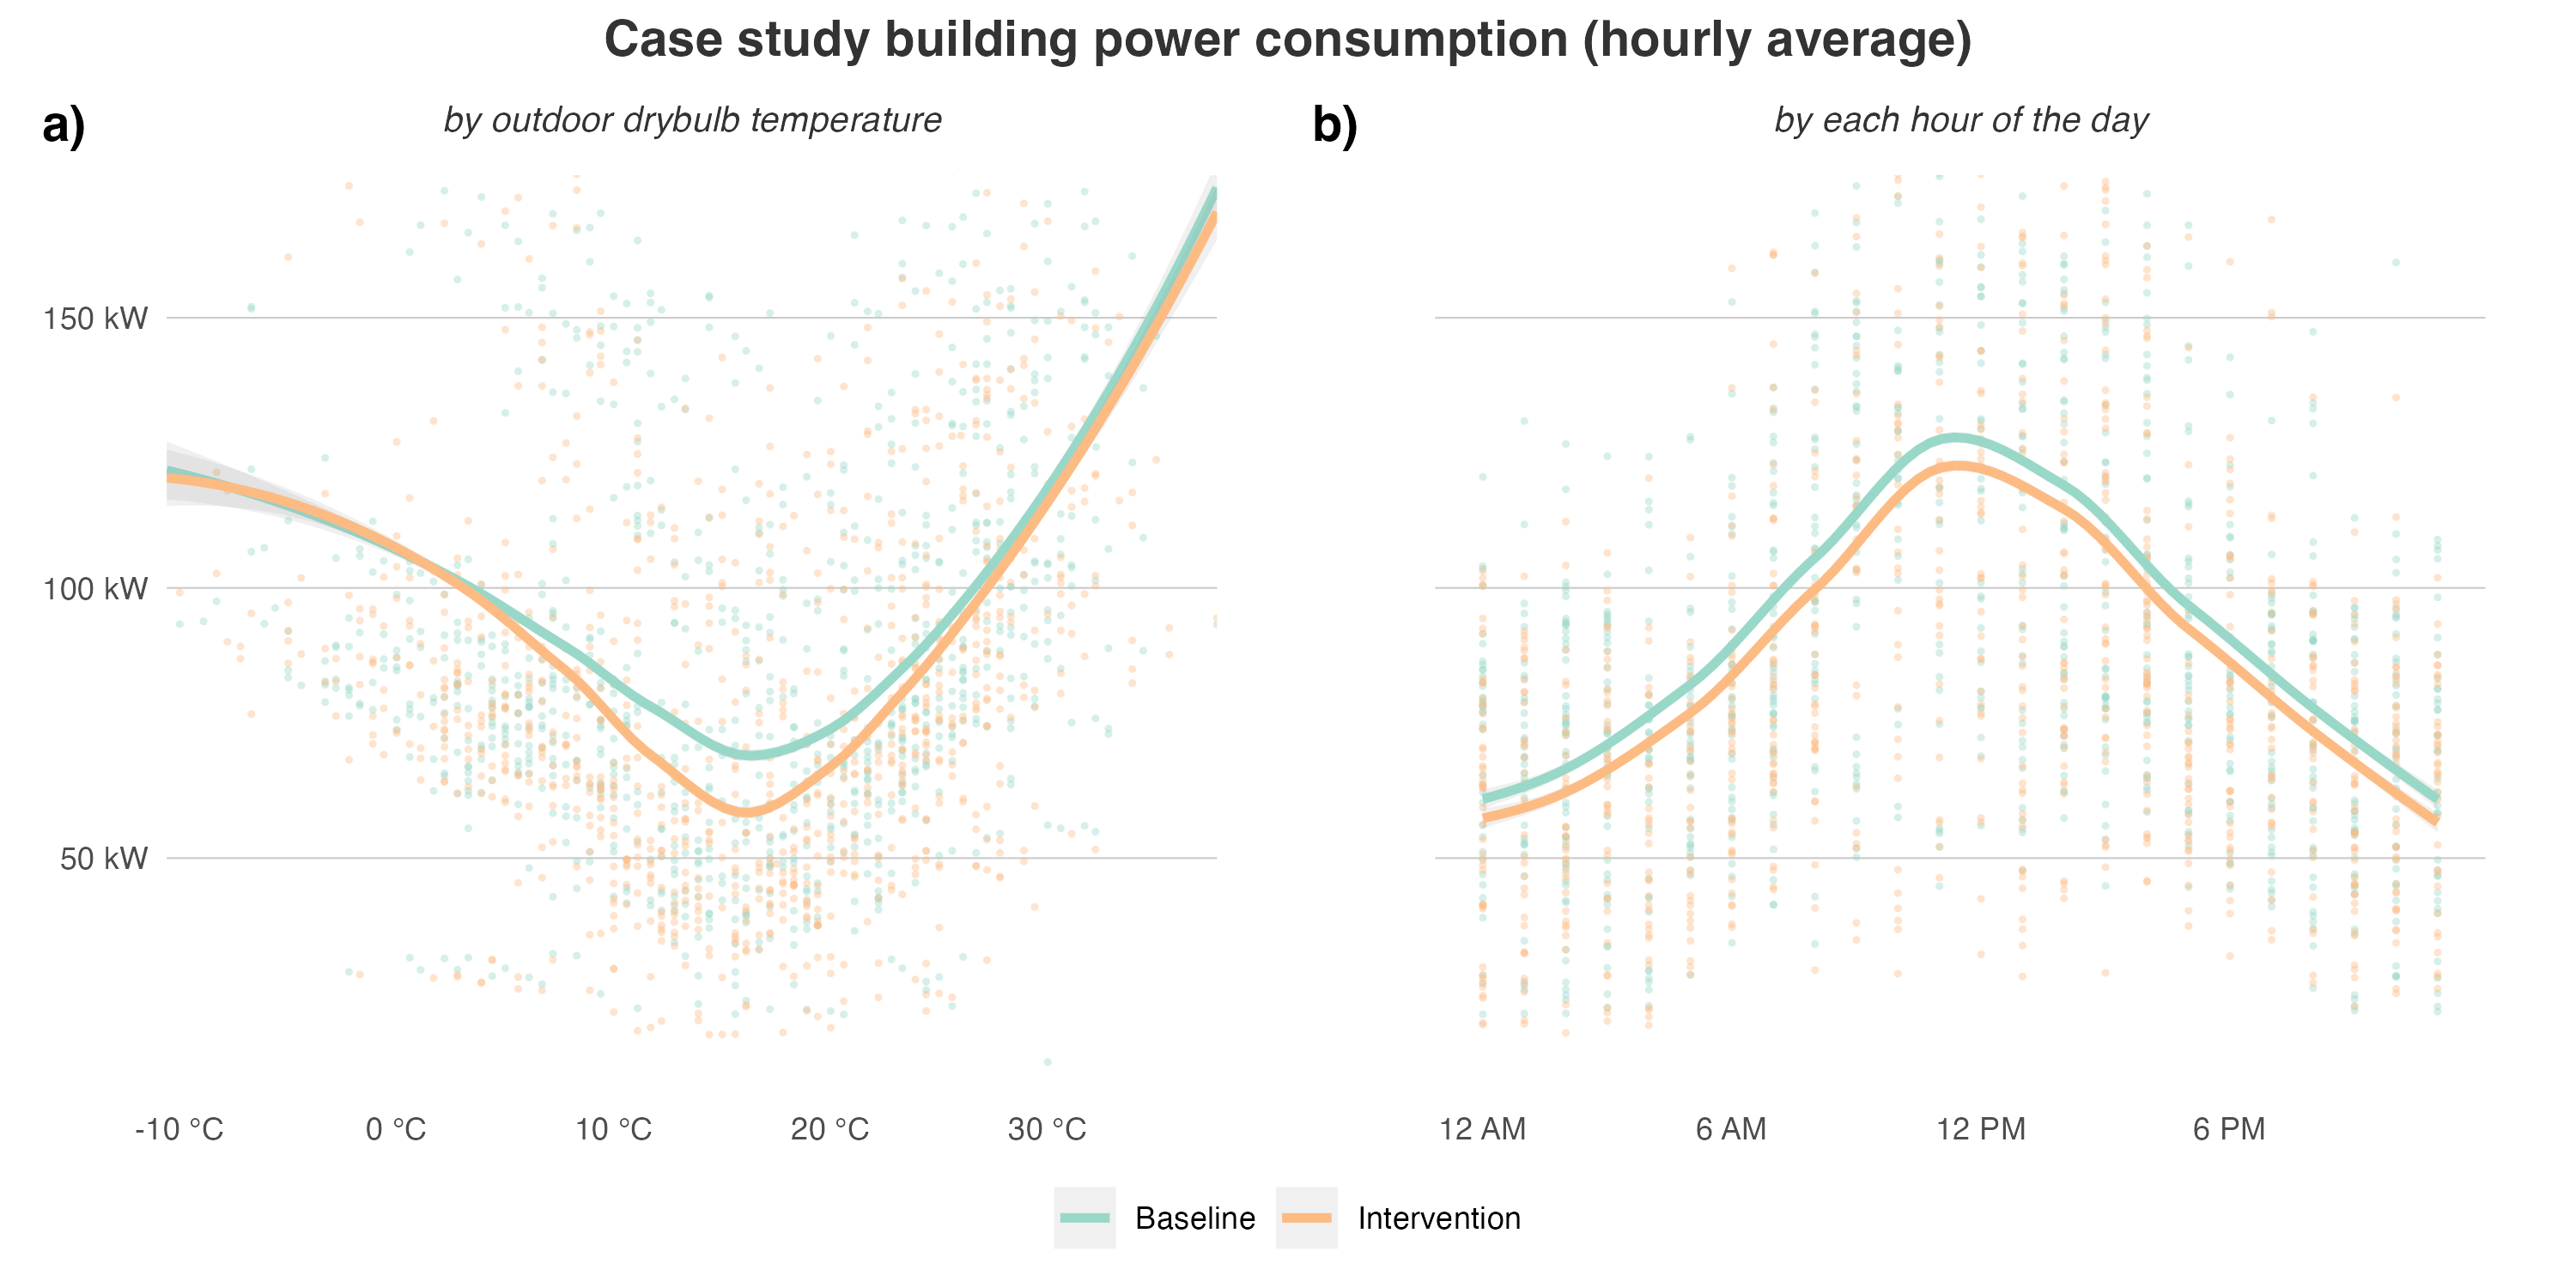 Case study building power consumption (hourly average)
a)
by outdoor drybulb temperature
150 kW
100 kW
50 kW
-10 °C
0 °C
10 °C
20 °C
30 °C
b)
by each hour of the day
12 AM
6 AM
12 PM
6 PM
Baseline
Intervention